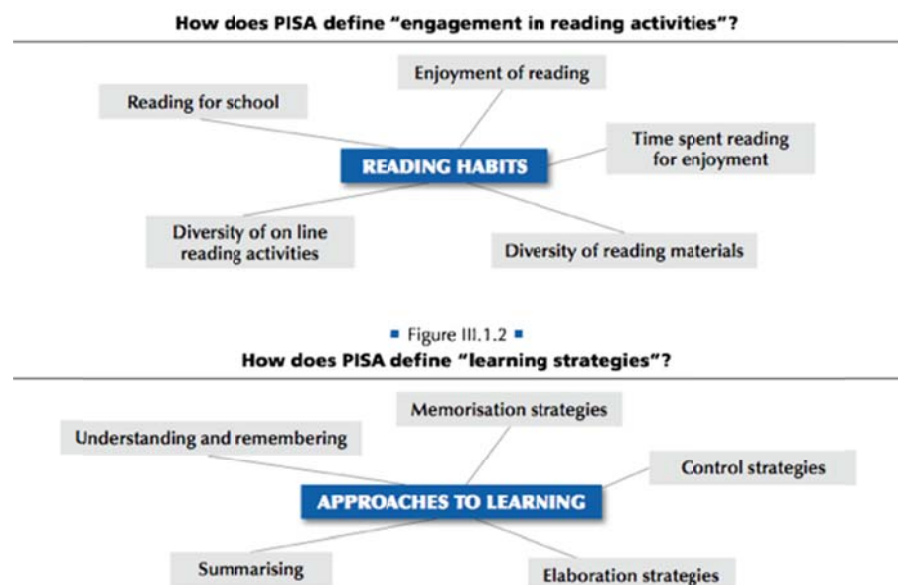 How does PISA define “engagement in reading activities”?
Enjoyment of reading
Reading for school
Time spent reading
for enjoyment
READING HABITS
Diversity of on line
reading activities
Diversity of reading materials
▪ Figure III.1.2 ▪
How does PISA define “learning strategies”?
Memorisation strategies
Understanding and remembering
Control strategies
APPROACHES TO LEARNING
Summarising
Elaboration strategies